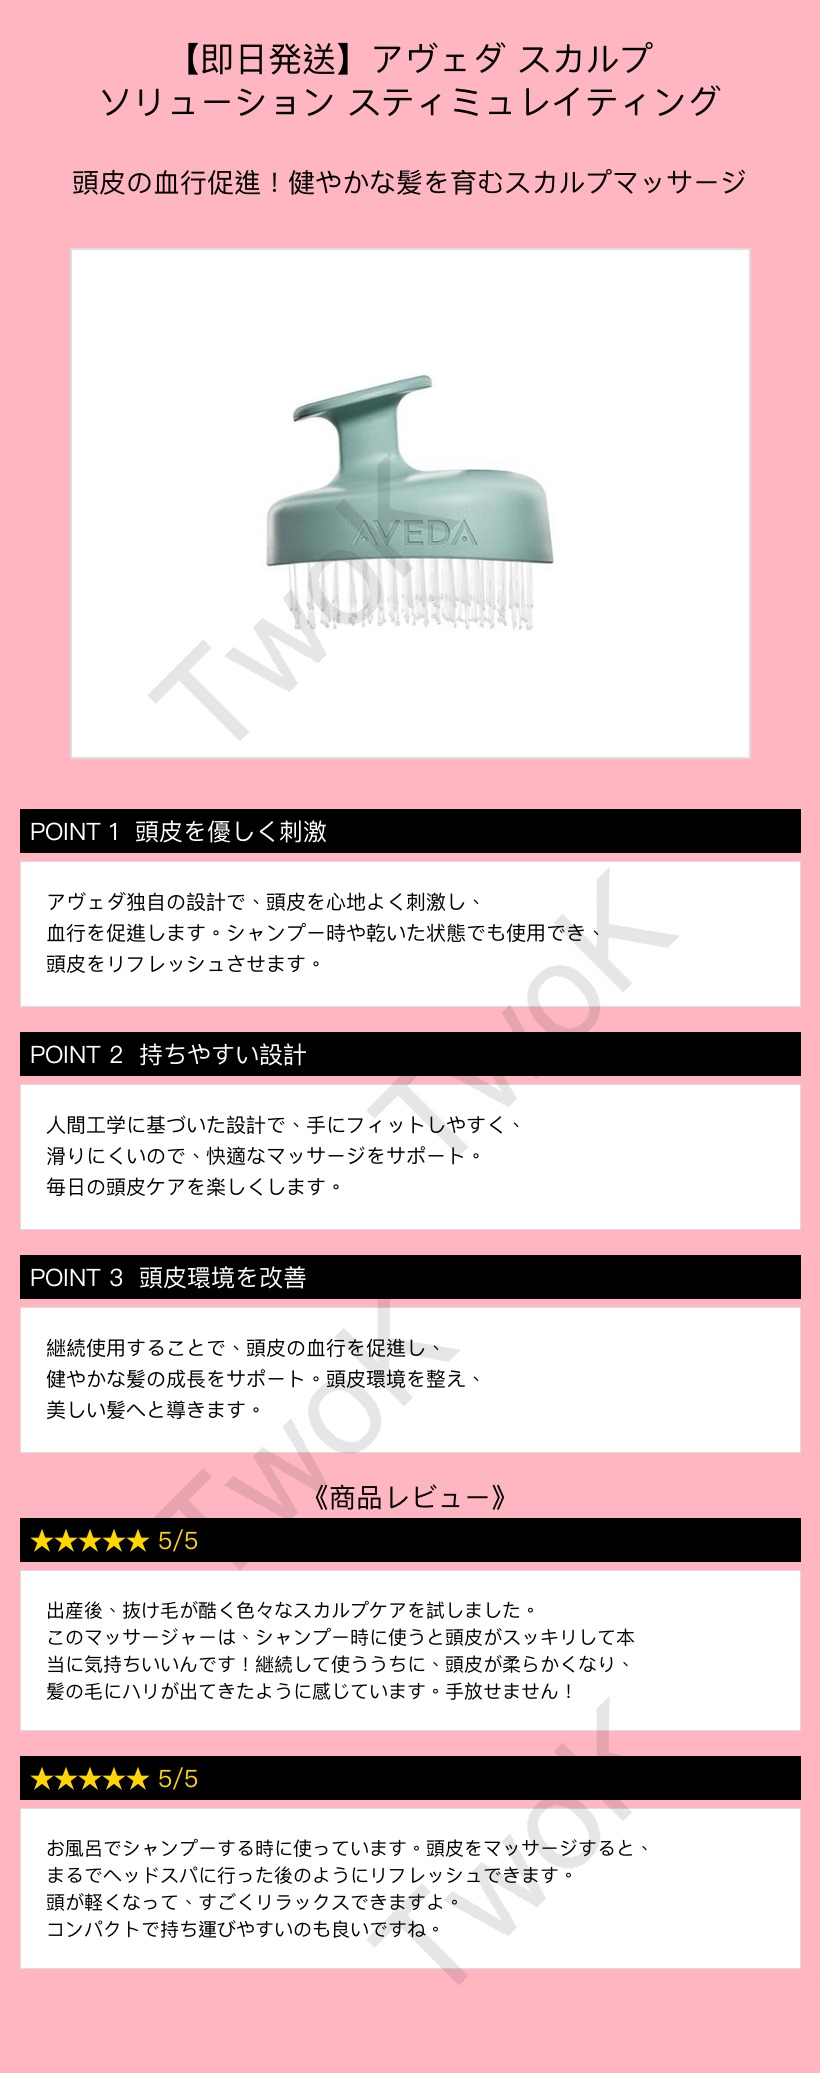 【即日発送】アヴェダ スカルプ
ソリューション スティミュレイティング
頭皮の血行促進！健やかな髪を育むスカルプマッサージ
AVEDA
TwoK
POINT 1 頭皮を優しく刺激
アヴェダ独自の設計で、頭皮を心地よく刺激し、
血行を促進します。シャンプー時や乾いた状態でも使用でき、
頭皮をリフレッシュさせます。
TwoK
POINT 2 持ちやすい設計
人間工学に基づいた設計で、手にフィットしやすく、
滑りにくいので、快適なマッサージをサポート。
毎日の頭皮ケアを楽しくします。
POINT 3 頭皮環境を改善
継続使用することで、頭皮の血行を促進し、
健やかな髪の成長をサポート。頭皮環境を整え、
美しい髪へと導きます。
TwoK
《商品レビュー》
★★★★★ 5/5
出産後、抜け毛が酷く色々なスカルプケアを試しました。
このマッサージャーは、シャンプー時に使うと頭皮がスッキリして本
当に気持ちいいんです！継続して使ううちに、頭皮が柔らかくなり、
髪の毛にハリが出てきたように感じています。手放せません！
★★★★★ 5/5
お風呂でシャンプーする時に使っています。頭皮をマッサージすると、
まるでヘッドスパに行った後のようにリフレッシュできます。
頭が軽くなって、すごくリラックスできますよ。
コンパクトで持ち運びやすいのも良いですね。
TwoK